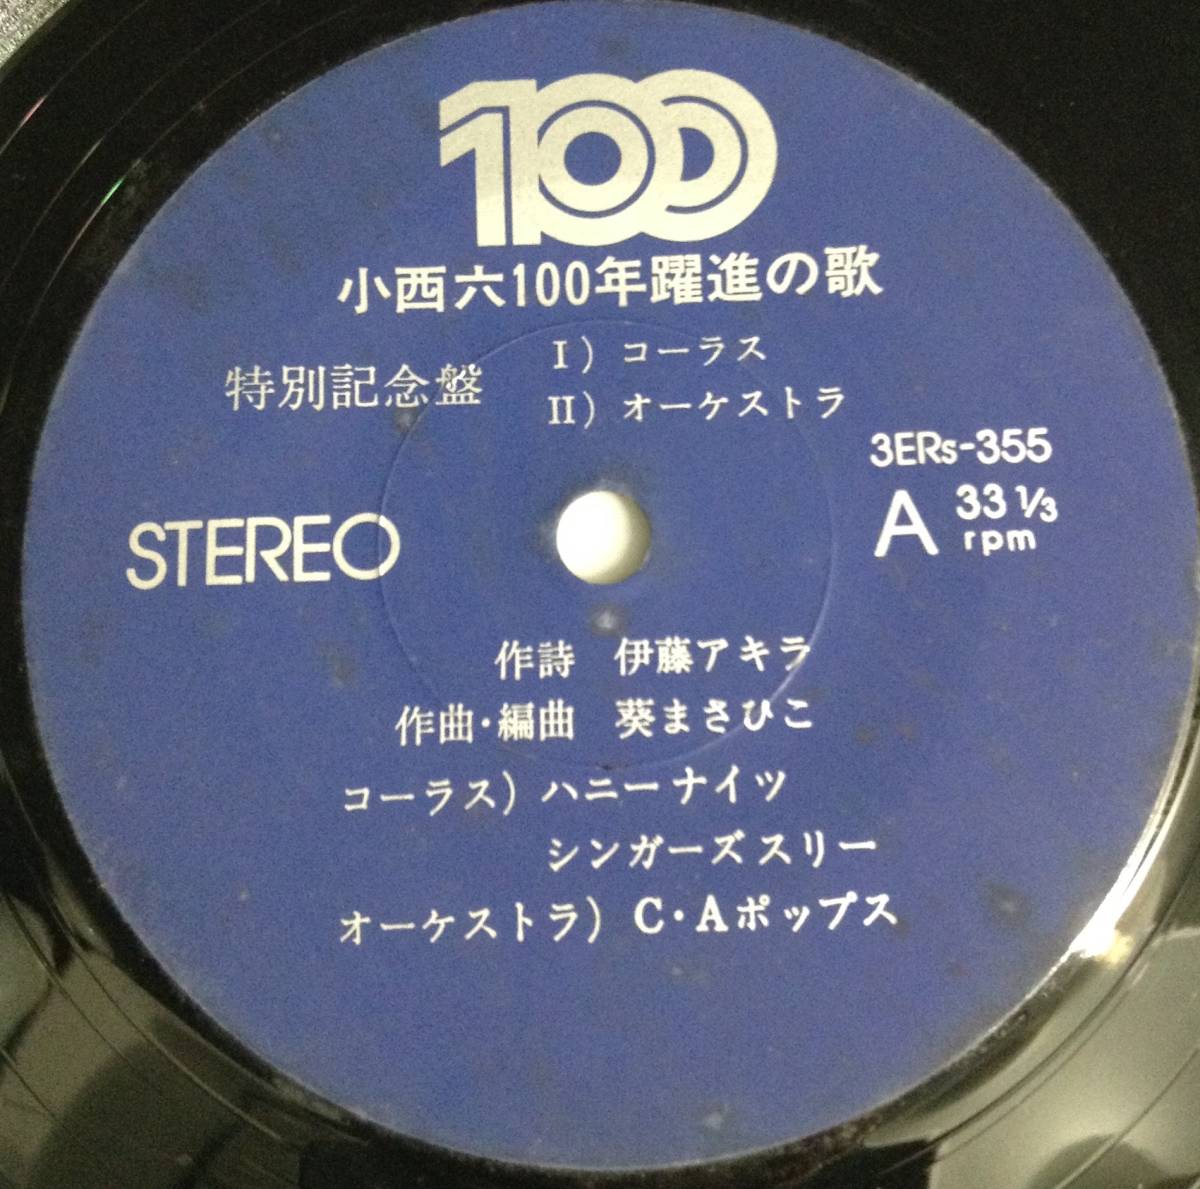 100
小西六100年躍進の歌
特別記念盤
I) コーラス
II) オーケストラ
3ERs-355
STEREO
A 33 1/3 rpm
作詩 伊藤アキラ
作曲・編曲 葵まさひこ
コーラス) ハニーナイツ
シンガーズスリー
オーケストラ) C・Aポップス